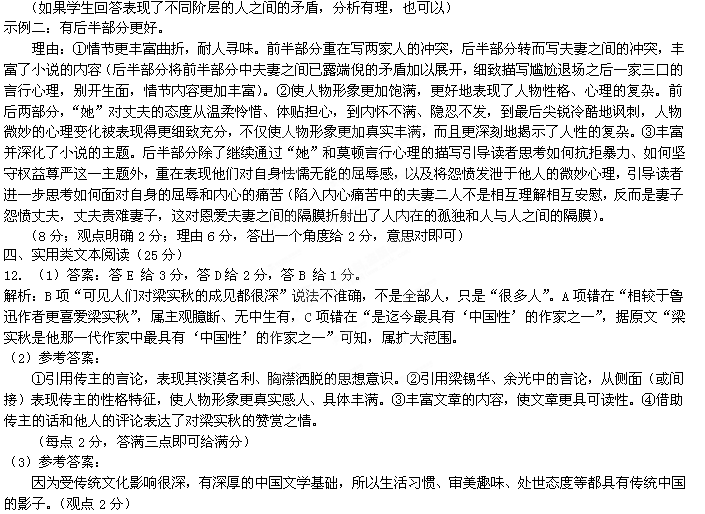 （如果学生回答表现了不同阶层的人之间的矛盾，分析有理，也可以）
示例二：有后半部分更好。
理由：①情节更丰富曲折，耐人寻味。前半部分重在写两家人的冲突，后半部分转而写夫妻之间的冲突，丰
富了小说的内容（后半部分将前半部分中夫妻之间已露端倪的矛盾加以展开，细致描写尴尬退场之后一家三口的
言行心理，别开生面，情节内容更加丰富）。②使人物形象更加饱满，更好地表现了人物性格、心理的复杂。前
后两部分，“她”对丈夫的态度从温柔怜惜、体贴担心，到内怀不满、隐忍不发，到最后尖锐冷酷地讽刺，人物
微妙的心理变化被表现得更细致充分，不仅使人物形象更加真实丰满，而且更深刻地揭示了人性的复杂。③丰富
并深化了小说的主题。后半部分除了继续通过“她”和莫顿言行心理的描写引导读者思考如何抗拒暴力、如何坚
守权益尊严这一主题外，重在表现他们对自身怯懦无能的屈辱感，以及将怨愤发泄于他人的微妙心理，引导读者
进一步思考如何面对自身的屈辱和内心的痛苦（陷入内心痛苦中的夫妻二人不是相互理解相互安慰，反而是妻子
怨愤丈夫，丈夫责难妻子，这对恩爱夫妻之间的隔膜折射出了人内在的孤独和人与人之间的隔膜）。
（8分；观点明确2分；理由6分，答出一个角度给2分，意思对即可）
四、实用类文本阅读（25分）
12．（1）答案：答E 给3分，答D给2分，答B 给1分。
解析：B项“可见人们对梁实秋的成见都很深”说法不准确，不是全部人，只是“很多人”。A项错在“相较于鲁
迅作者更喜爱梁实秋”，属主观臆断、无中生有，C项错在“是迄今最具有‘中国性’的作家之一”，据原文“梁
实秋是他那一代作家中最具有‘中国性’的作家之一”可知，属扩大范围。
（2）参考答案：
①引用传主的言论，表现其淡漠名利、胸襟洒脱的思想意识。②引用梁锡华、余光中的言论，从侧面（或间
接）表现传主的性格特征，使人物形象更真实感人、具体丰满。③丰富文章的内容，使文章更具可读性。④借助
传主的话和他人的评论表达了对梁实秋的赞赏之情。
（每点2分，答满三点即可给满分）
（3）参考答案：
因为受传统文化影响很深，有深厚的中国文学基础，所以生活习惯、审美趣味、处世态度等都具有传统中国
的影子。（观点2分）